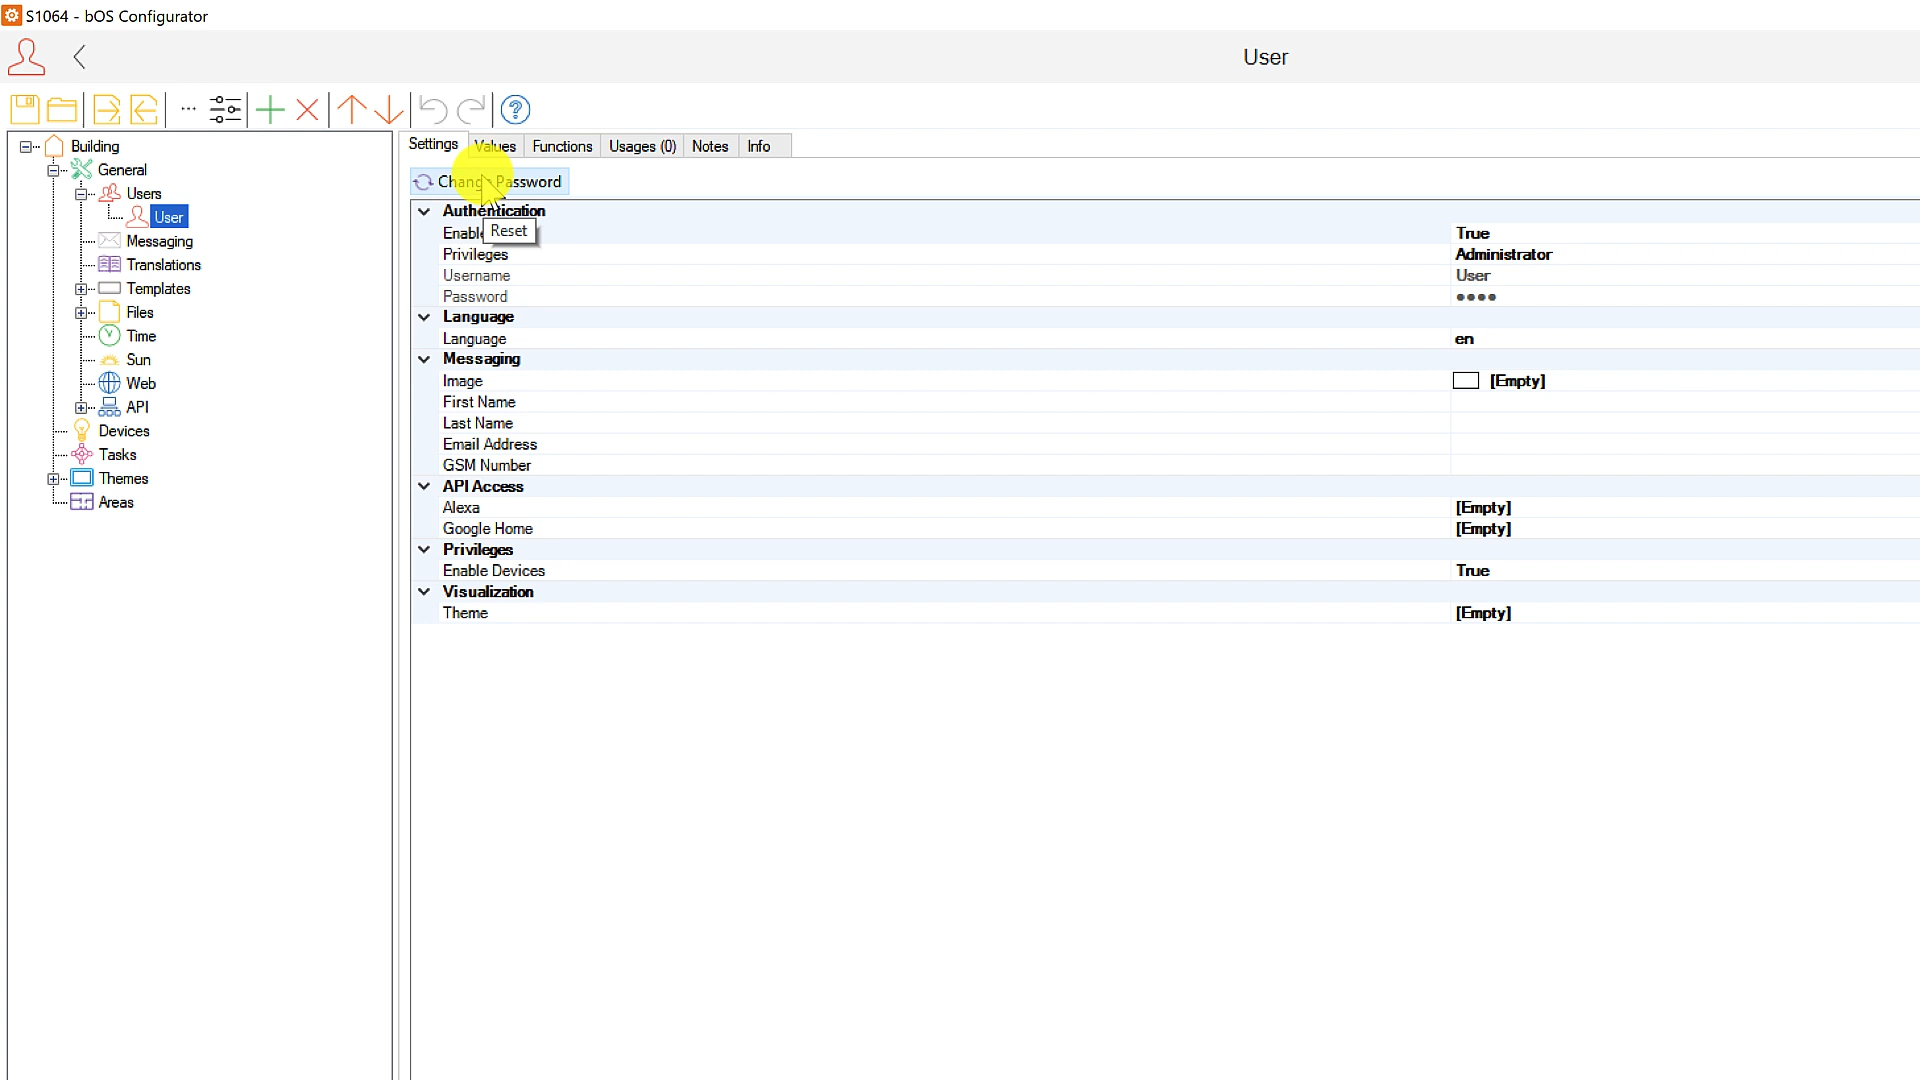 S1064 - bOS Configurator
User
Building
General
Users
User
Messaging
Translations
Templates
Files
Time
Sun
Web
API
Devices
Tasks
Themes
Areas
Settings Values Functions Usages (0) Notes Info
Change Password
Reset
Authentication
True
Privileges Administrator
Username User
Password ●●●●
Language
Language en
Messaging
Image [Empty]
First Name
Last Name
Email Address
GSM Number
API Access
Alexa [Empty]
Google Home [Empty]
Privileges
Enable Devices True
Visualization
Theme [Empty]